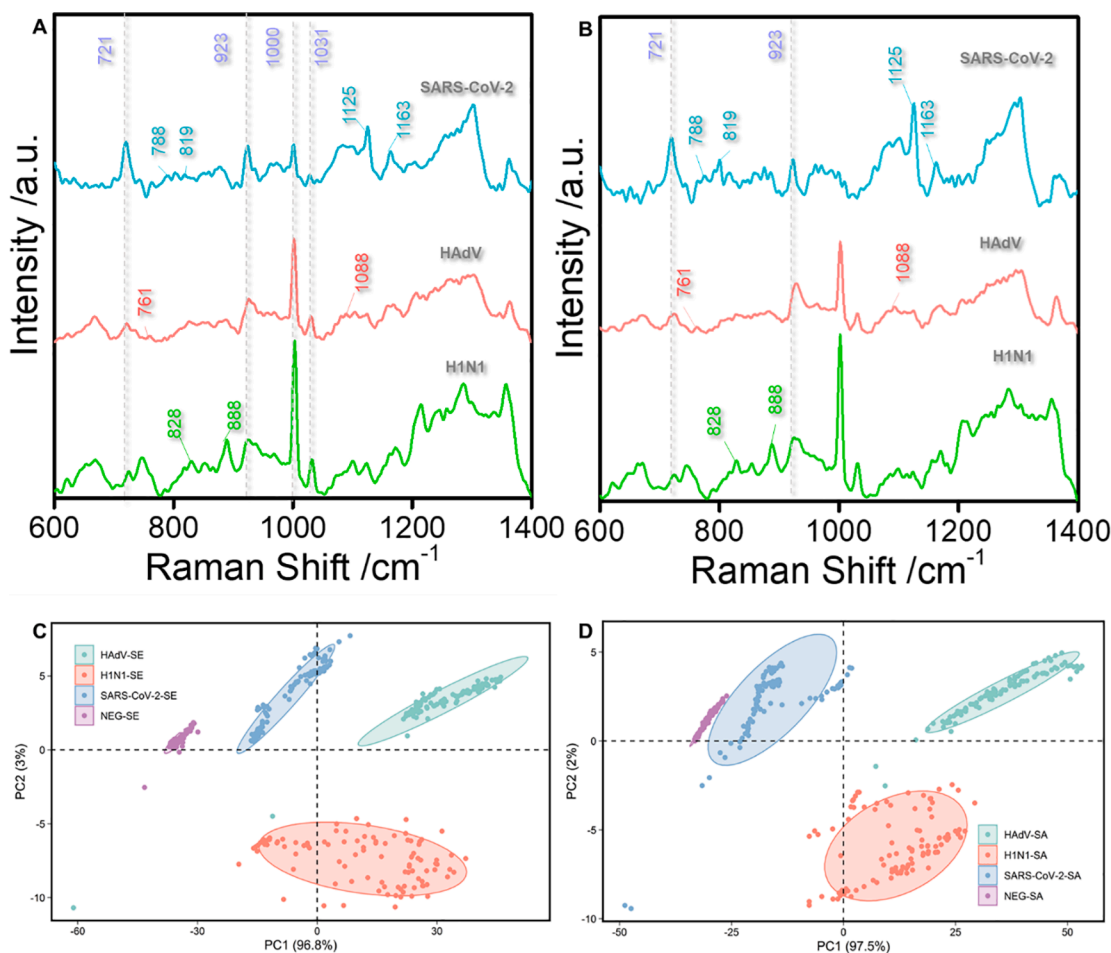 A
721
923
1000
1031
SARS-CoV-2
788
819
1125
1163
HAdV
761
1088
H1N1
828
888
Intensity /a.u.
600
800
1000
1200
1400
Raman Shift /cm-1
B
721
923
SARS-CoV-2
788
819
1125
1163
HAdV
761
1088
H1N1
828
888
Intensity /a.u.
600
800
1000
1200
1400
Raman Shift /cm-1
C
HAdV-SE
H1N1-SE
SARS-CoV-2-SE
NEG-SE
PC2 (3%)
5
0
-5
-10
-60
-30
0
30
PC1 (96.8%)
D
HAdV-SA
H1N1-SA
SARS-CoV-2-SA
NEG-SA
PC2 (2%)
5
0
-5
-10
-50
-25
0
25
50
PC1 (97.5%)